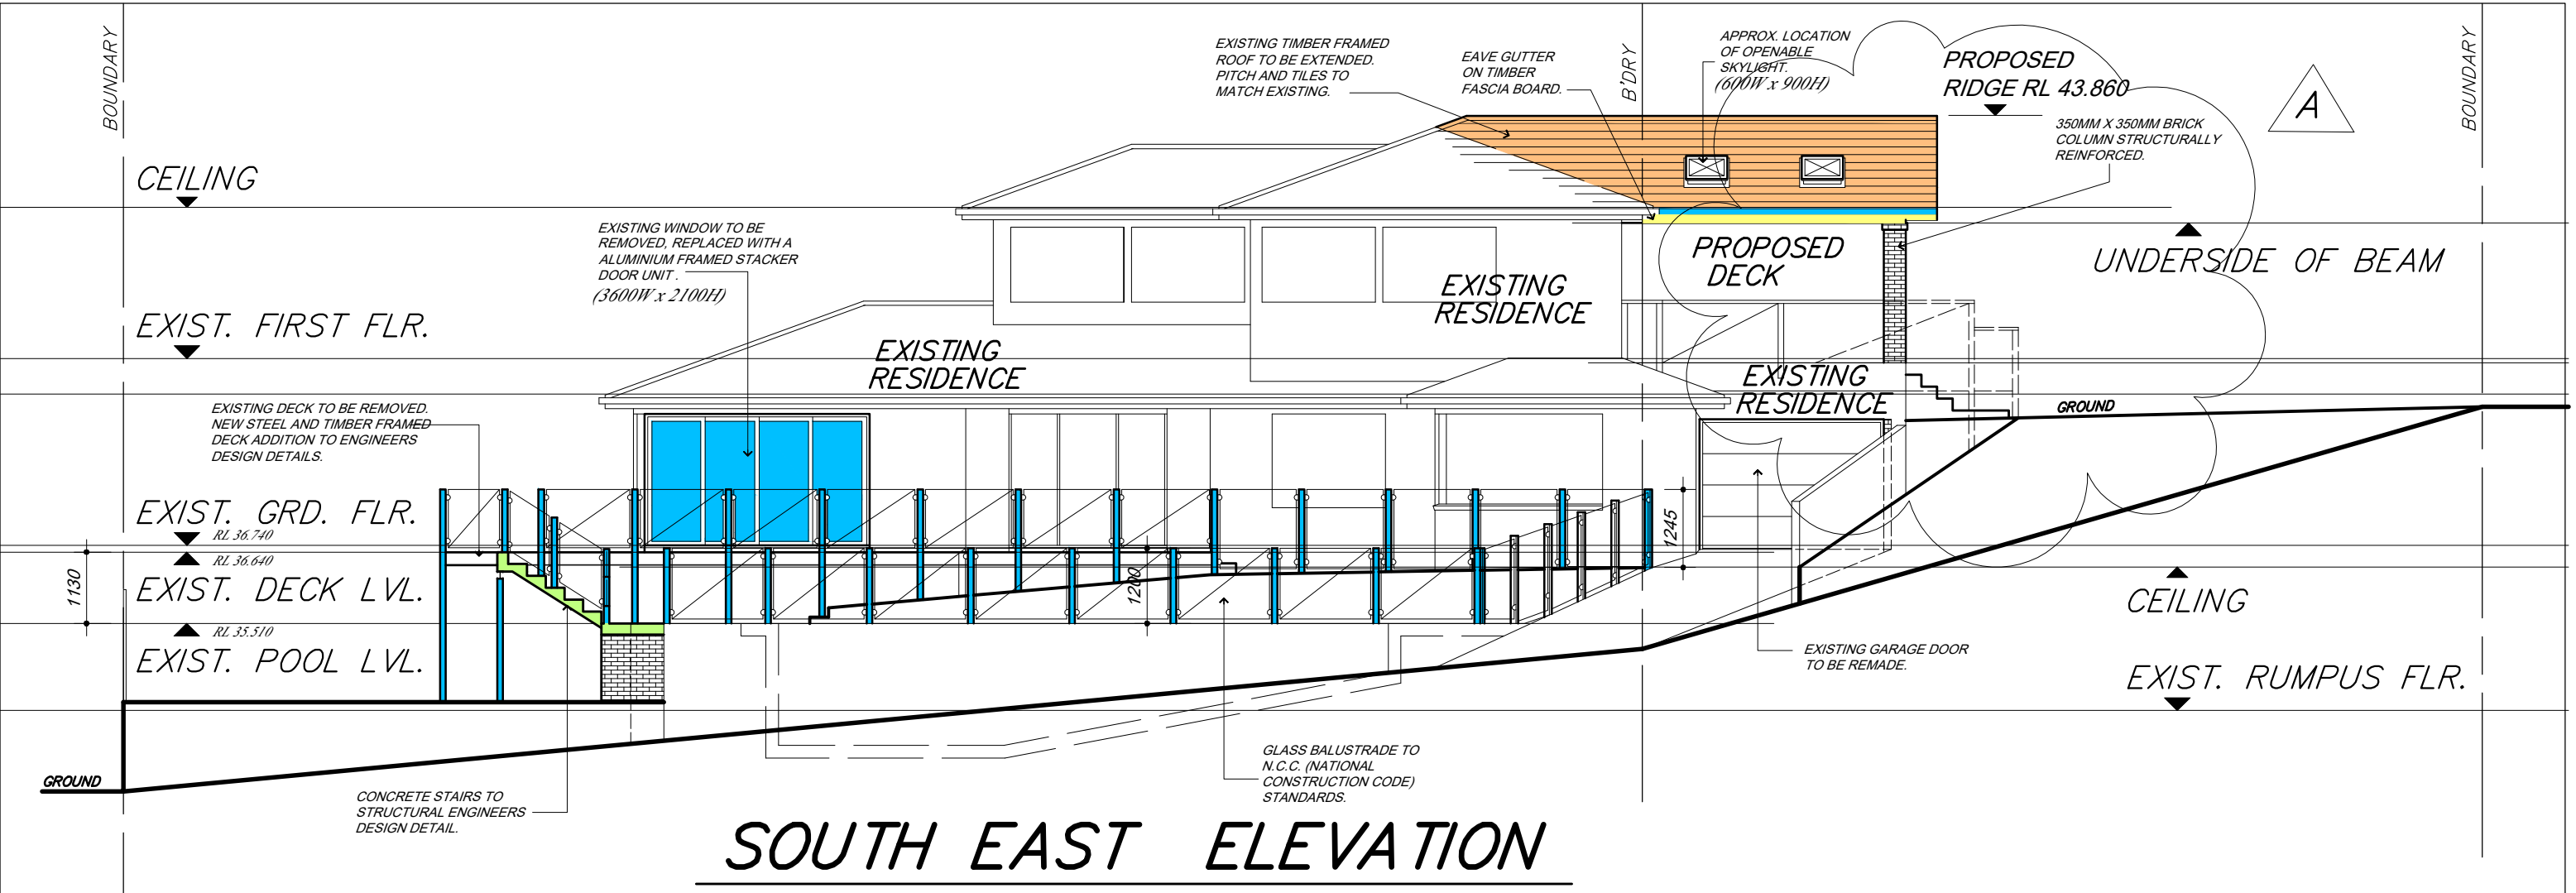 BOUNDARY
EXISTING TIMBER FRAMED
ROOF TO BE EXTENDED.
PITCH AND TILES TO
MATCH EXISTING.
EAVE GUTTER
ON TIMBER
FASCIA BOARD.
B'DRY
APPROX. LOCATION
OF OPENABLE
SKYLIGHT.
(600W x 900H)
PROPOSED
RIDGE RL 43.860
A
BOUNDARY
350MM X 350MM BRICK
COLUMN STRUCTURALLY
REINFORCED.
CEILING
EXISTING WINDOW TO BE
REMOVED, REPLACED WITH A
ALUMINIUM FRAMED STACKER
DOOR UNIT .
(3600W x 2100H)
PROPOSED
DECK
UNDERSIDE OF BEAM
EXISTING
RESIDENCE
EXIST. FIRST FLR.
EXISTING
RESIDENCE
EXISTING
RESIDENCE
GROUND
EXISTING DECK TO BE REMOVED.
NEW STEEL AND TIMBER FRAMED
DECK ADDITION TO ENGINEERS
DESIGN DETAILS.
EXIST. GRD. FLR.
RL 36.740
1245
RL 36.640
1130
EXIST. DECK LVL.
1200
CEILING
RL 35.510
EXIST. POOL LVL.
EXISTING GARAGE DOOR
TO BE REMADE.
EXIST. RUMPUS FLR.
GROUND
GLASS BALUSTRADE TO
N.C.C. (NATIONAL
CONSTRUCTION CODE)
STANDARDS.
CONCRETE STAIRS TO
STRUCTURAL ENGINEERS
DESIGN DETAIL.
SOUTH EAST ELEVATION